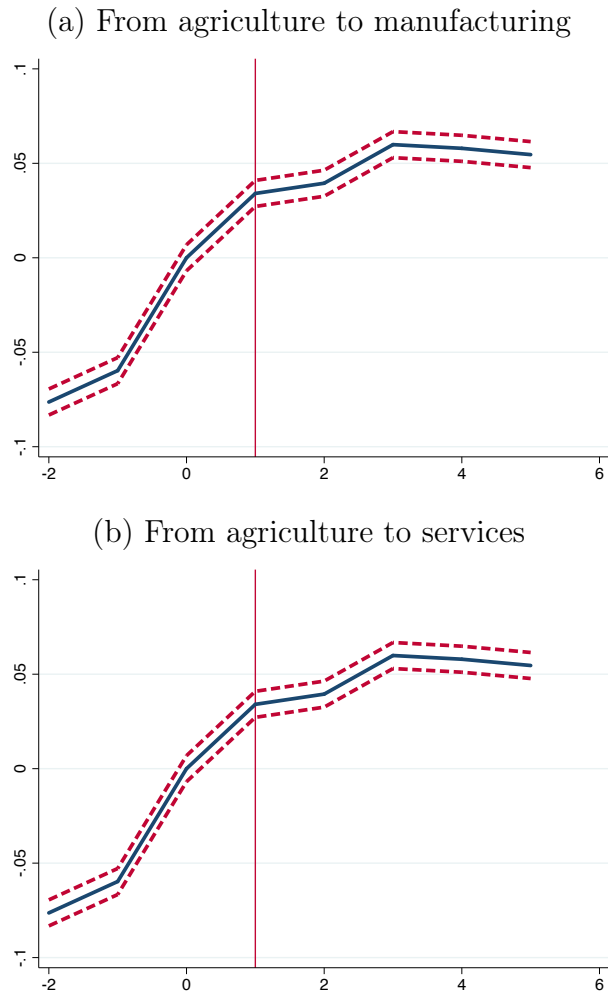 (a) From agriculture to manufacturing
.1
.05
0
-.05
-.1
-2 0 2 4 6
(b) From agriculture to services
.1
.05
0
-.05
-.1
-2 0 2 4 6